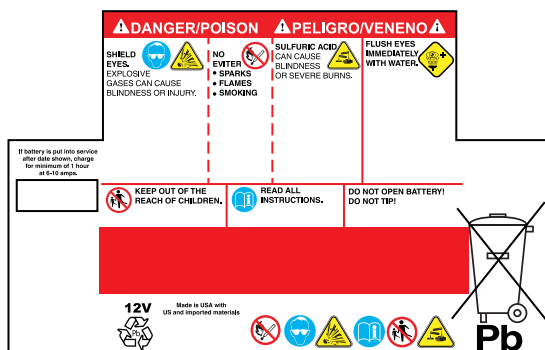 DANGER/POISON
PELIGRO/VENENO
SHIELD
EYES.
EXPLOSIVE
GASES CAN CAUSE
BLINDNESS OR INJURY.
NO
EVITER
• SPARKS
• FLAMES
• SMOKING
SULFURIC ACID
CAN CAUSE
BLINDNESS
OR SEVERE BURNS.
FLUSH EYES
IMMEDIATELY
WITH WATER.
If battery is put into service
after date shown, charge
for minimum of 1 hour
at 6-10 amps.
KEEP OUT OF THE
REACH OF CHILDREN.
READ ALL
INSTRUCTIONS.
DO NOT OPEN BATTERY!
DO NOT TIP!
12V
Pb
Made is USA with
US and imported materials
Pb